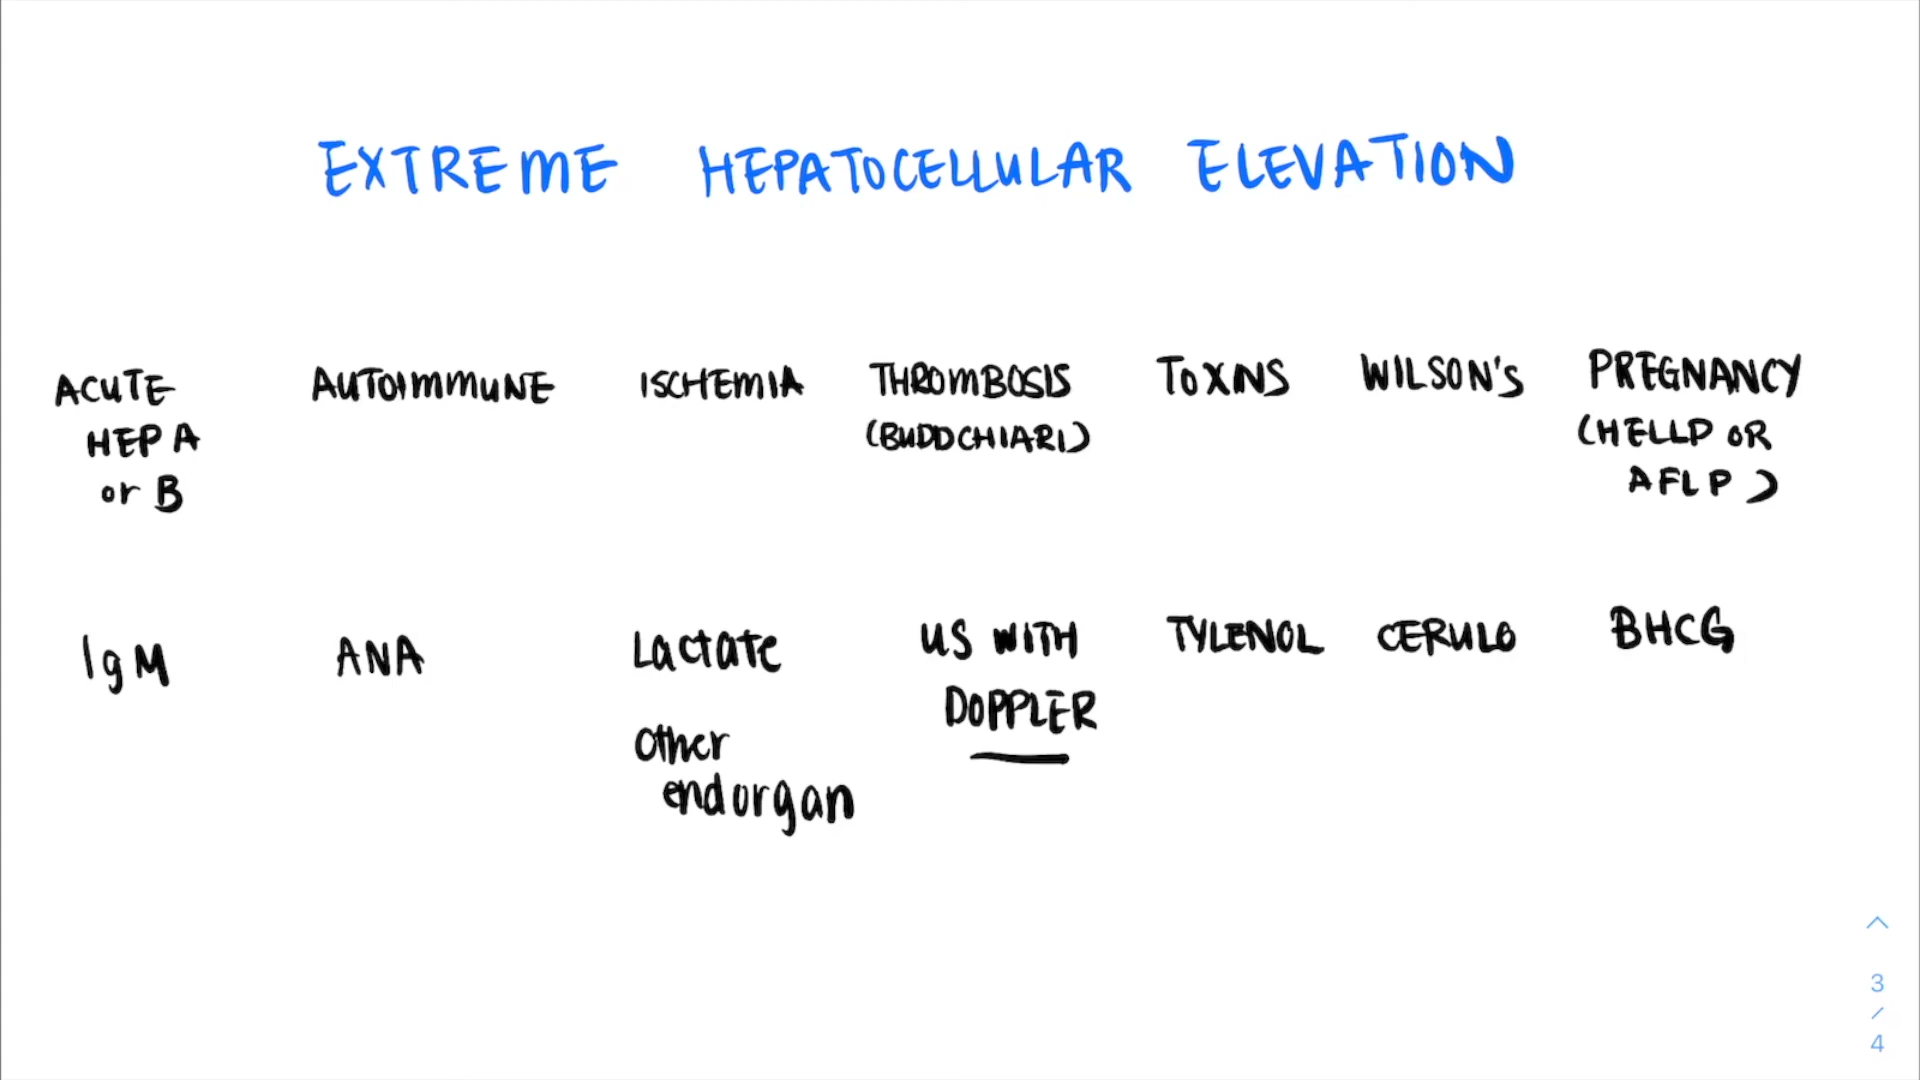 EXTREME HEPATOCELLULAR ELEVATION
ACUTE
HEP A
or B
AUTOIMMUNE
ISCHEMIA
THROMBOSIS
(BUDDCHIARI)
TOXINS
WILSON'S
PREGNANCY
(HELLP OR
AFLP)
IgM
ANA
Lactate
Other
endorgan
US WITH
DOPPLER
TYLENOL
CERULO
BHCG
3
/
4